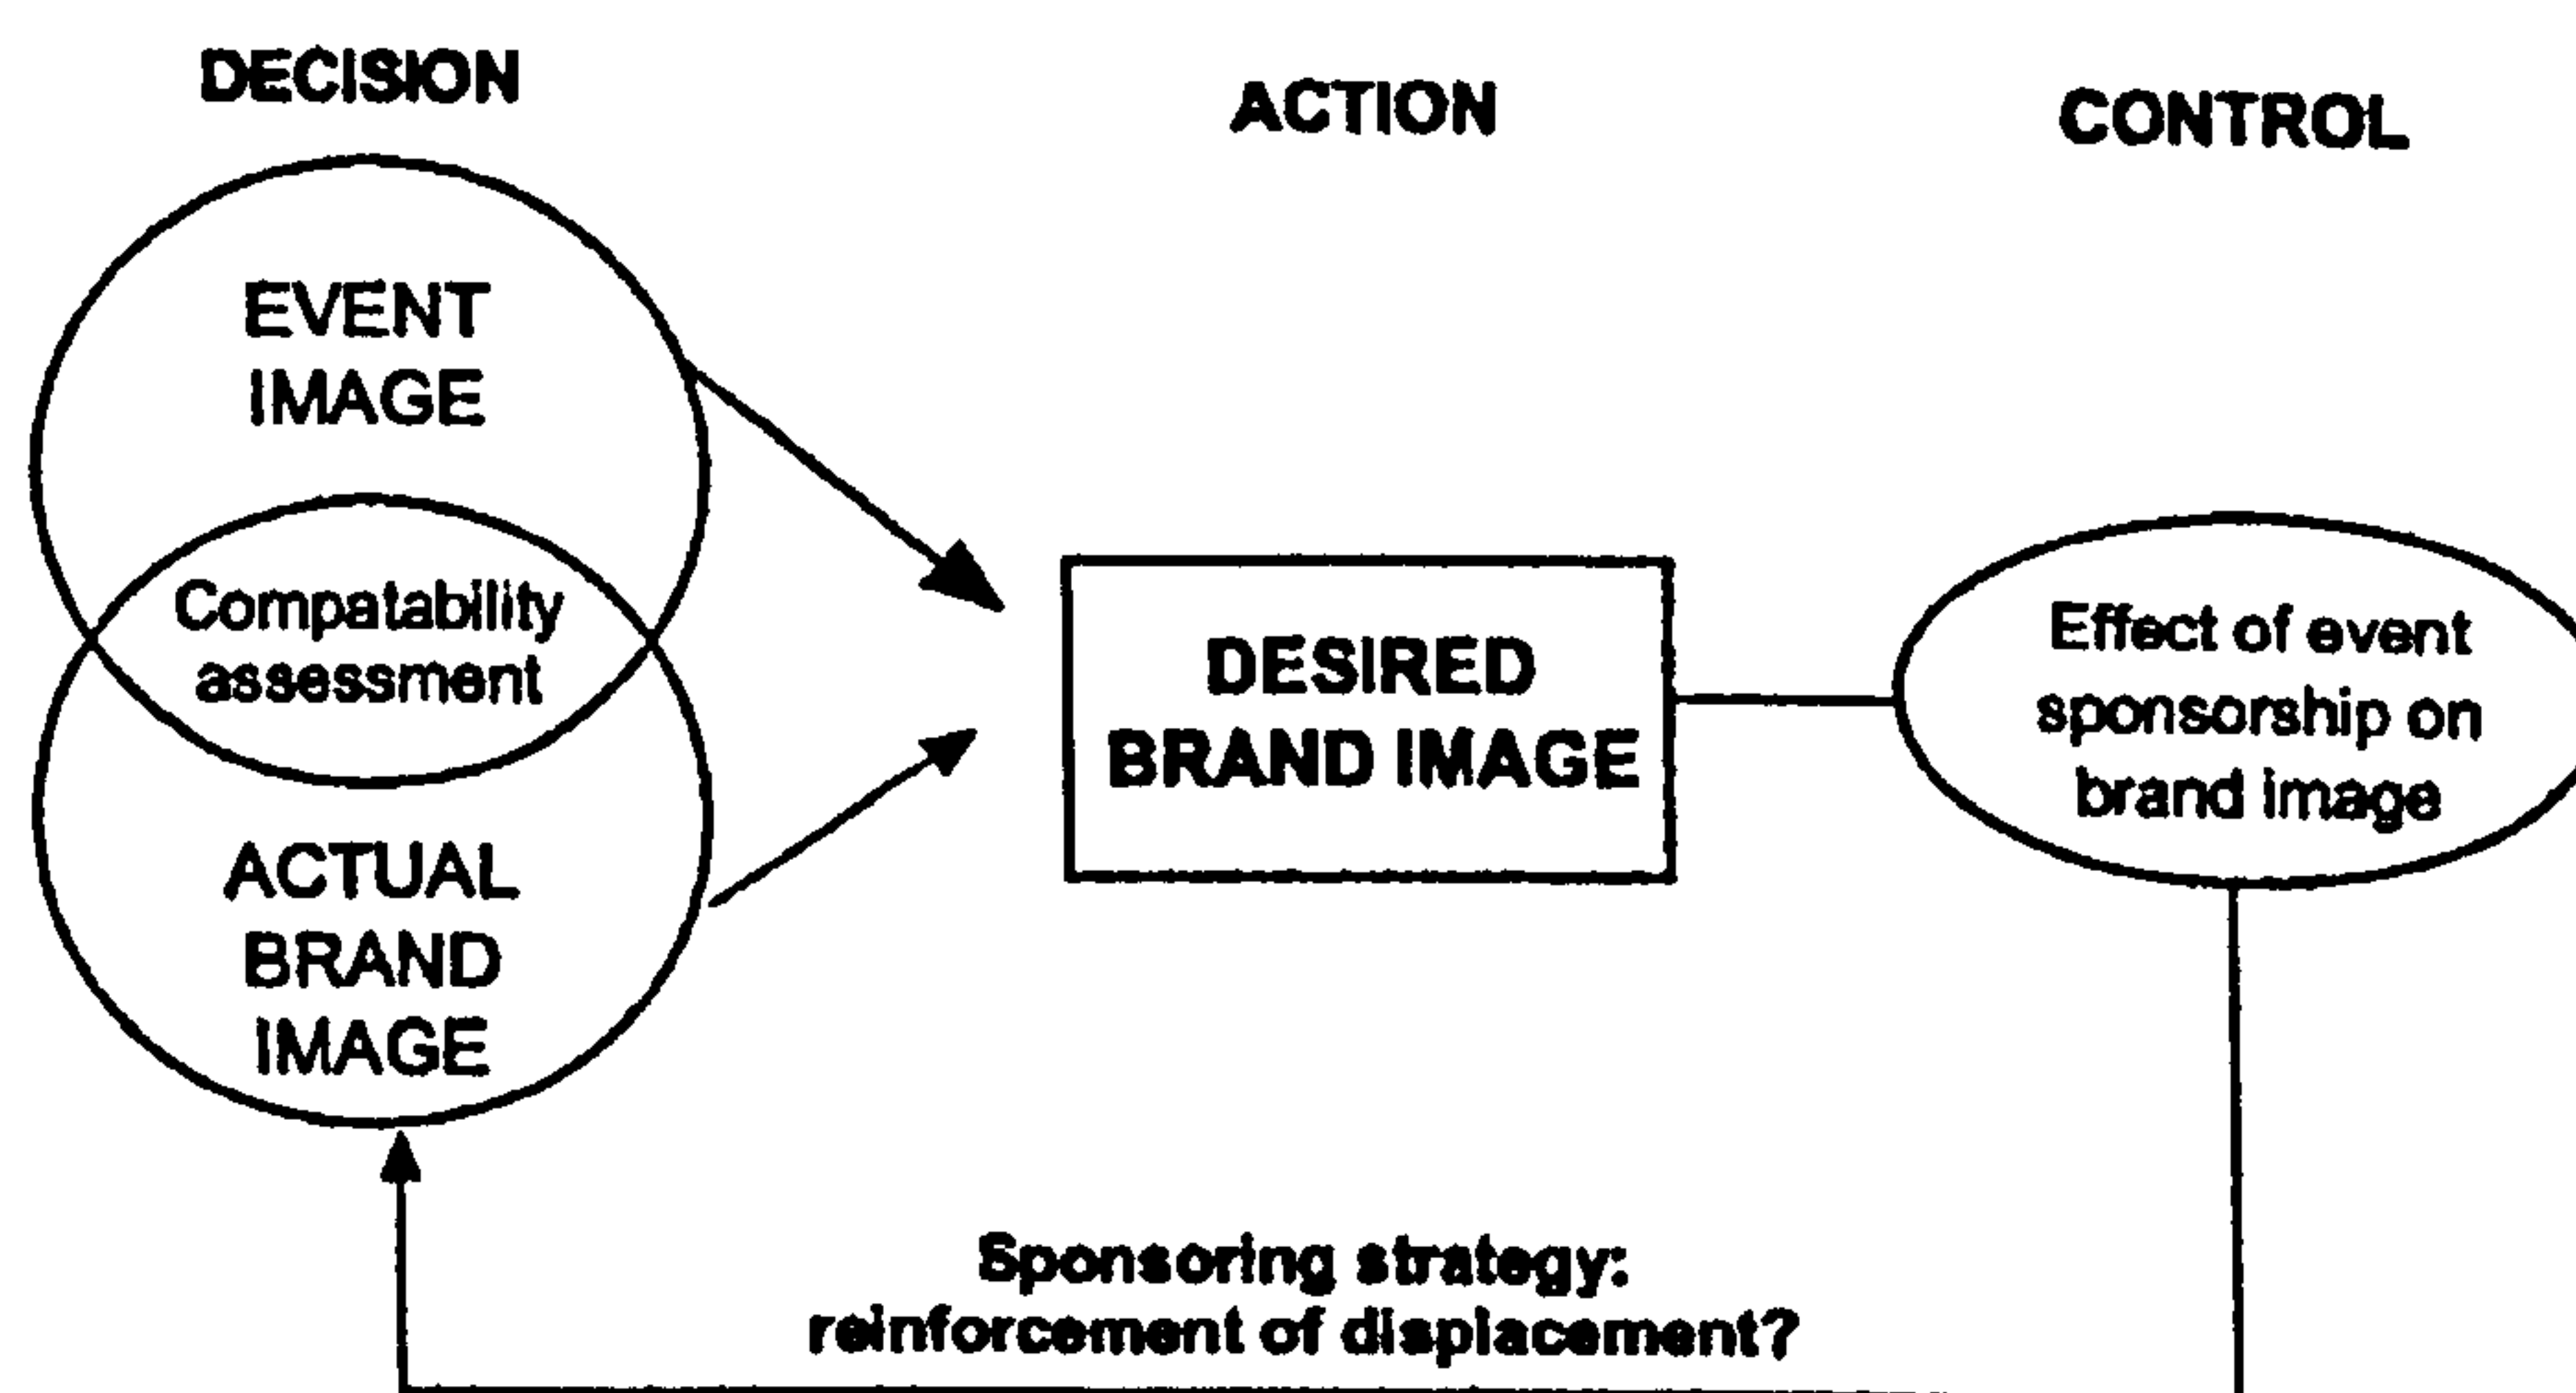 DECISION
ACTION
CONTROL
EVENT
IMAGE
Compatability
assessment
ACTUAL
BRAND
IMAGE
DESIRED
BRAND IMAGE
Effect of event
sponsorship on
brand image
Sponsoring strategy:
reinforcement of displacement?